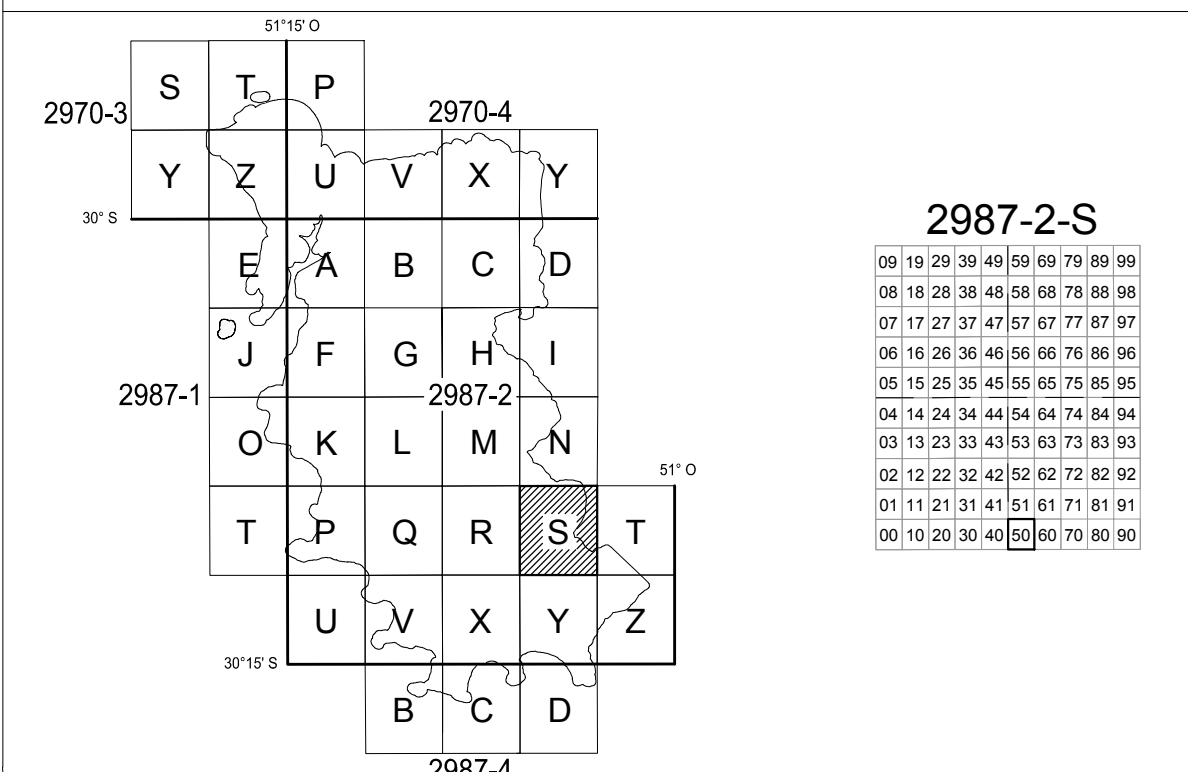 51°15' O
S T P
2970-3 2970-4
Y Z U V X Y
30° S
E A B C D
J F G H I
2987-1 2987-2
O K L M N
51° O
T P Q R S T
U V X Y Z
30°15' S
B C D
2987-4
2987-2-S
09 19 29 39 49 59 69 79 89 99
08 18 28 38 48 58 68 78 88 98
07 17 27 37 47 57 67 77 87 97
06 16 26 36 46 56 66 76 86 96
05 15 25 35 45 55 65 75 85 95
04 14 24 34 44 54 64 74 84 94
03 13 23 33 43 53 63 73 83 93
02 12 22 32 42 52 62 72 82 92
01 11 21 31 41 51 61 71 81 91
00 10 20 30 40 50 60 70 80 90